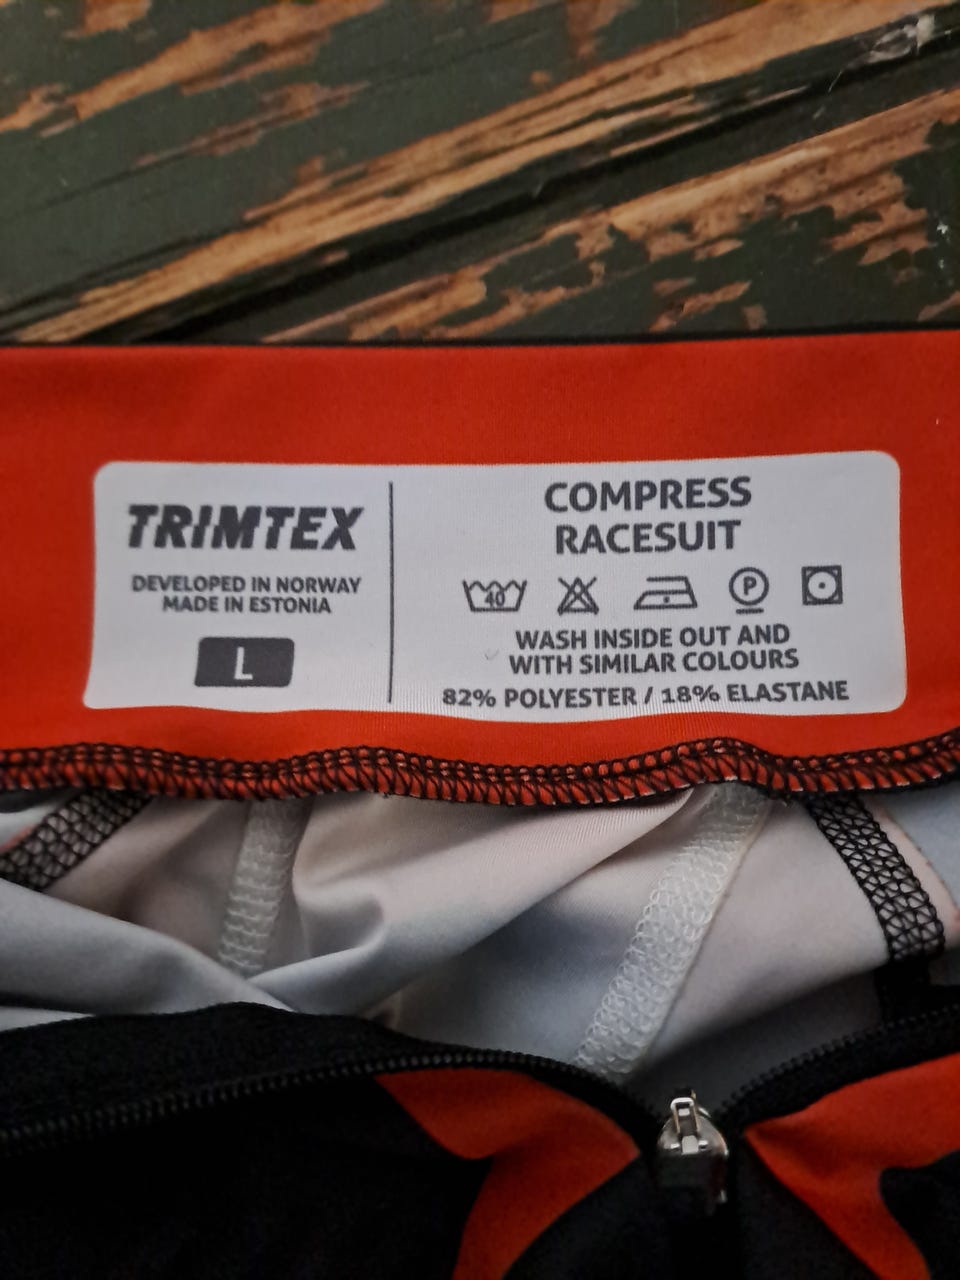 TRIMTEX
DEVELOPED IN NORWAY
MADE IN ESTONIA
L
COMPRESS
RACESUIT
40 P
WASH INSIDE OUT AND
WITH SIMILAR COLOURS
82% POLYESTER / 18% ELASTANE